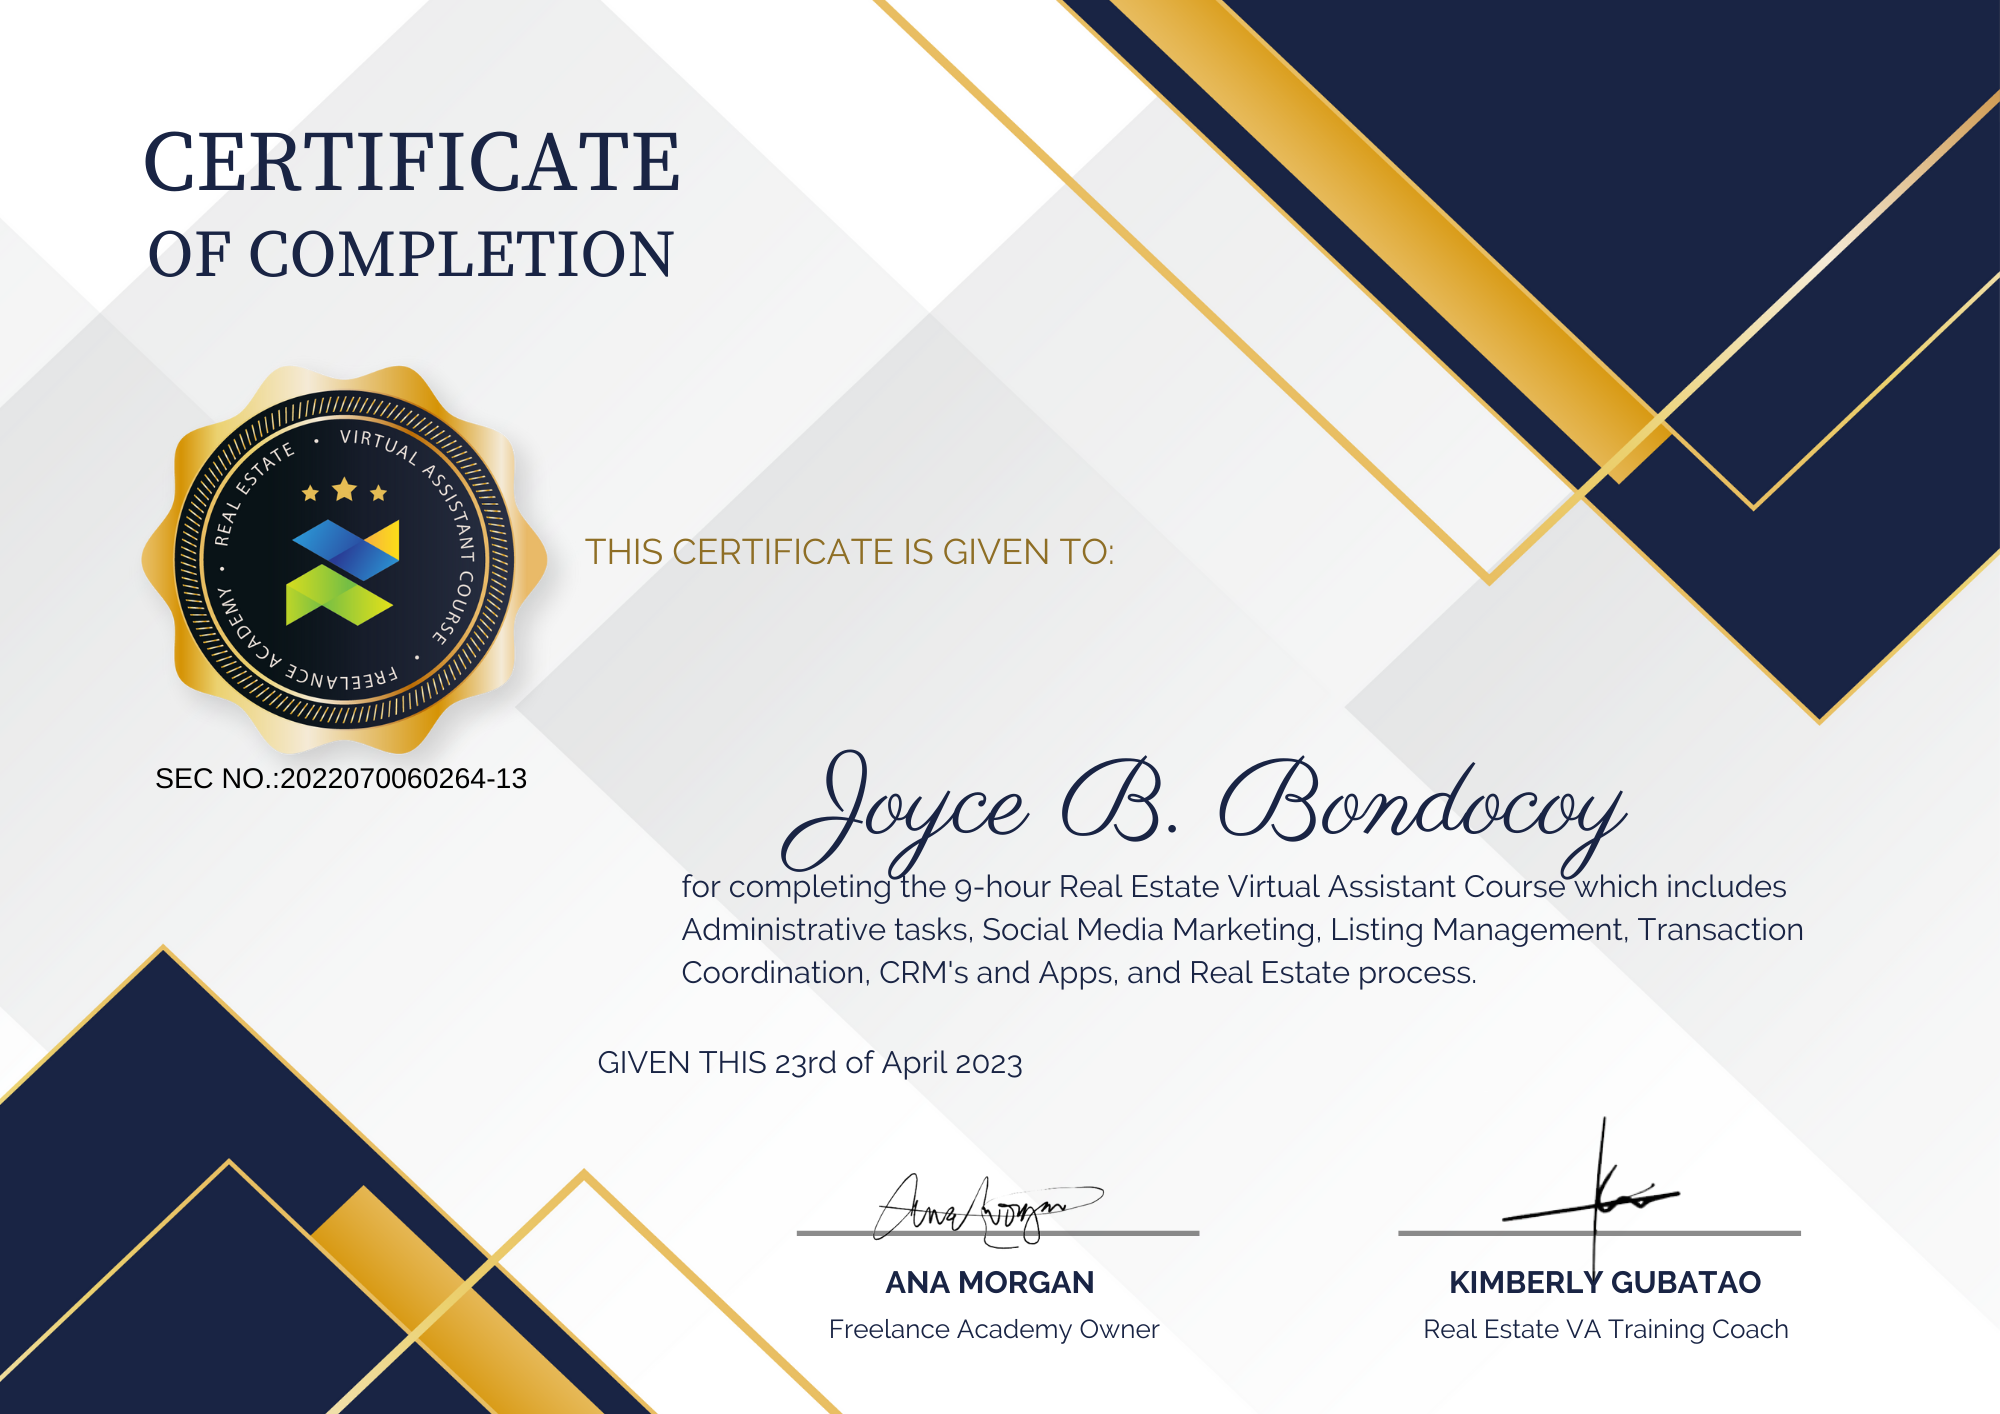 CERTIFICATE
OF COMPLETION
REAL ESTATE • VIRTUAL ASSISTANT COURSE • FREELANCE ACADEMY •
THIS CERTIFICATE IS GIVEN TO:
SEC NO.:2022070060264-13
Joyce B. Bondocoy
for completing the 9-hour Real Estate Virtual Assistant Course which includes
Administrative tasks, Social Media Marketing, Listing Management, Transaction
Coordination, CRM's and Apps, and Real Estate process.
GIVEN THIS 23rd of April 2023
Ana Morgan
ANA MORGAN
Freelance Academy Owner
KIMBERLY GUBATAO
Real Estate VA Training Coach